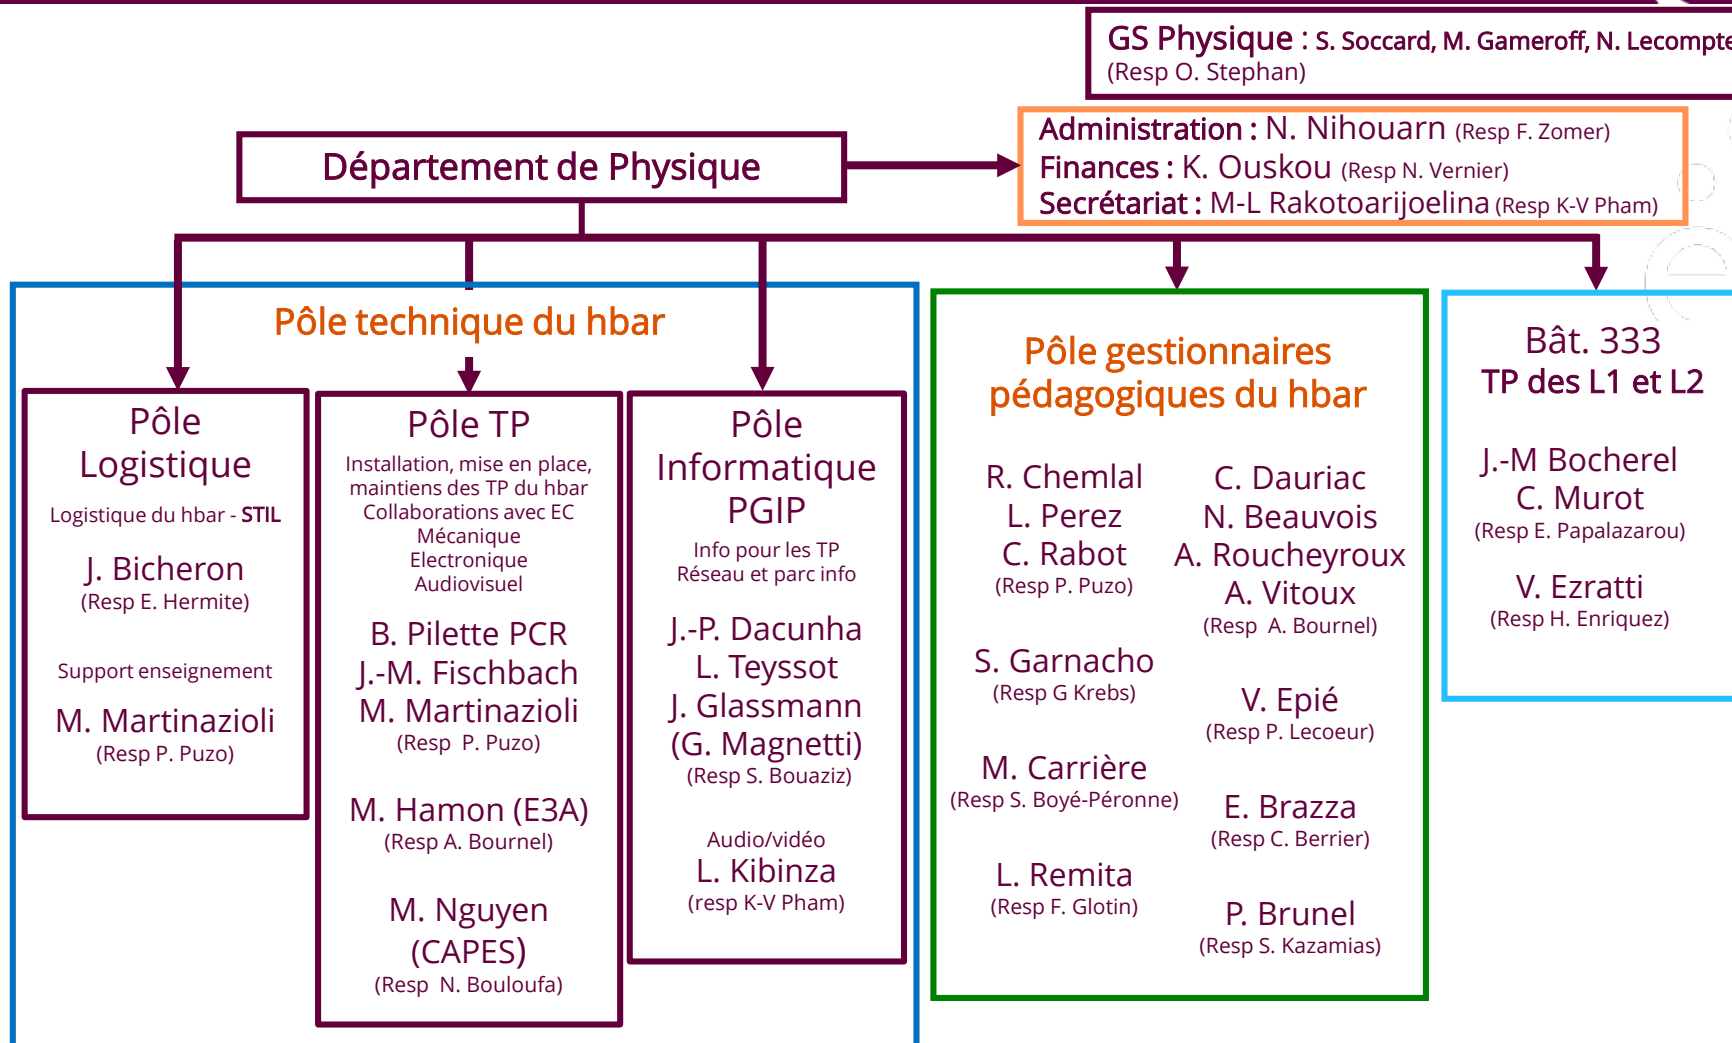 GS Physique : S. Soccard, M. Gameroff, N. Lecompte
(Resp O. Stephan)
Département de Physique
Administration : N. Nihouarn (Resp F. Zomer)
Finances : K. Ouskou (Resp N. Vernier)
Secrétariat : M-L Rakotoarijoelina (Resp K-V Pham)
Pôle technique du hbar
Pôle
Logistique
Logistique du hbar - STIL
J. Bicheron
(Resp E. Hermite)
Support enseignement
M. Martinazioli
(Resp P. Puzo)
Pôle TP
Installation, mise en place,
maintiens des TP du hbar
Collaborations avec EC
Mécanique
Electronique
Audiovisuel
B. Pilette PCR
J.-M. Fischbach
M. Martinazioli
(Resp P. Puzo)
M. Hamon (E3A)
(Resp A. Bournel)
M. Nguyen
(CAPES)
(Resp N. Bouloufa)
Pôle
Informatique
PGIP
Info pour les TP
Réseau et parc info
J.-P. Dacunha
L. Teyssot
J. Glassmann
(G. Magnetti)
(Resp S. Bouaziz)
Audio/vidéo
L. Kibinza
(resp K-V Pham)
Pôle gestionnaires
pédagogiques du hbar
R. Chemlal
L. Perez
C. Rabot
(Resp P. Puzo)
S. Garnacho
(Resp G Krebs)
M. Carrière
(Resp S. Boyé-Péronne)
L. Remita
(Resp F. Glotin)
C. Dauriac
N. Beauvois
A. Roucheyroux
A. Vitoux
(Resp A. Bournel)
V. Epié
(Resp P. Lecoeur)
E. Brazza
(Resp C. Berrier)
P. Brunel
(Resp S. Kazamias)
Bât. 333
TP des L1 et L2
J.-M Bocherel
C. Murot
(Resp E. Papalazarou)
V. Ezratti
(Resp H. Enriquez)